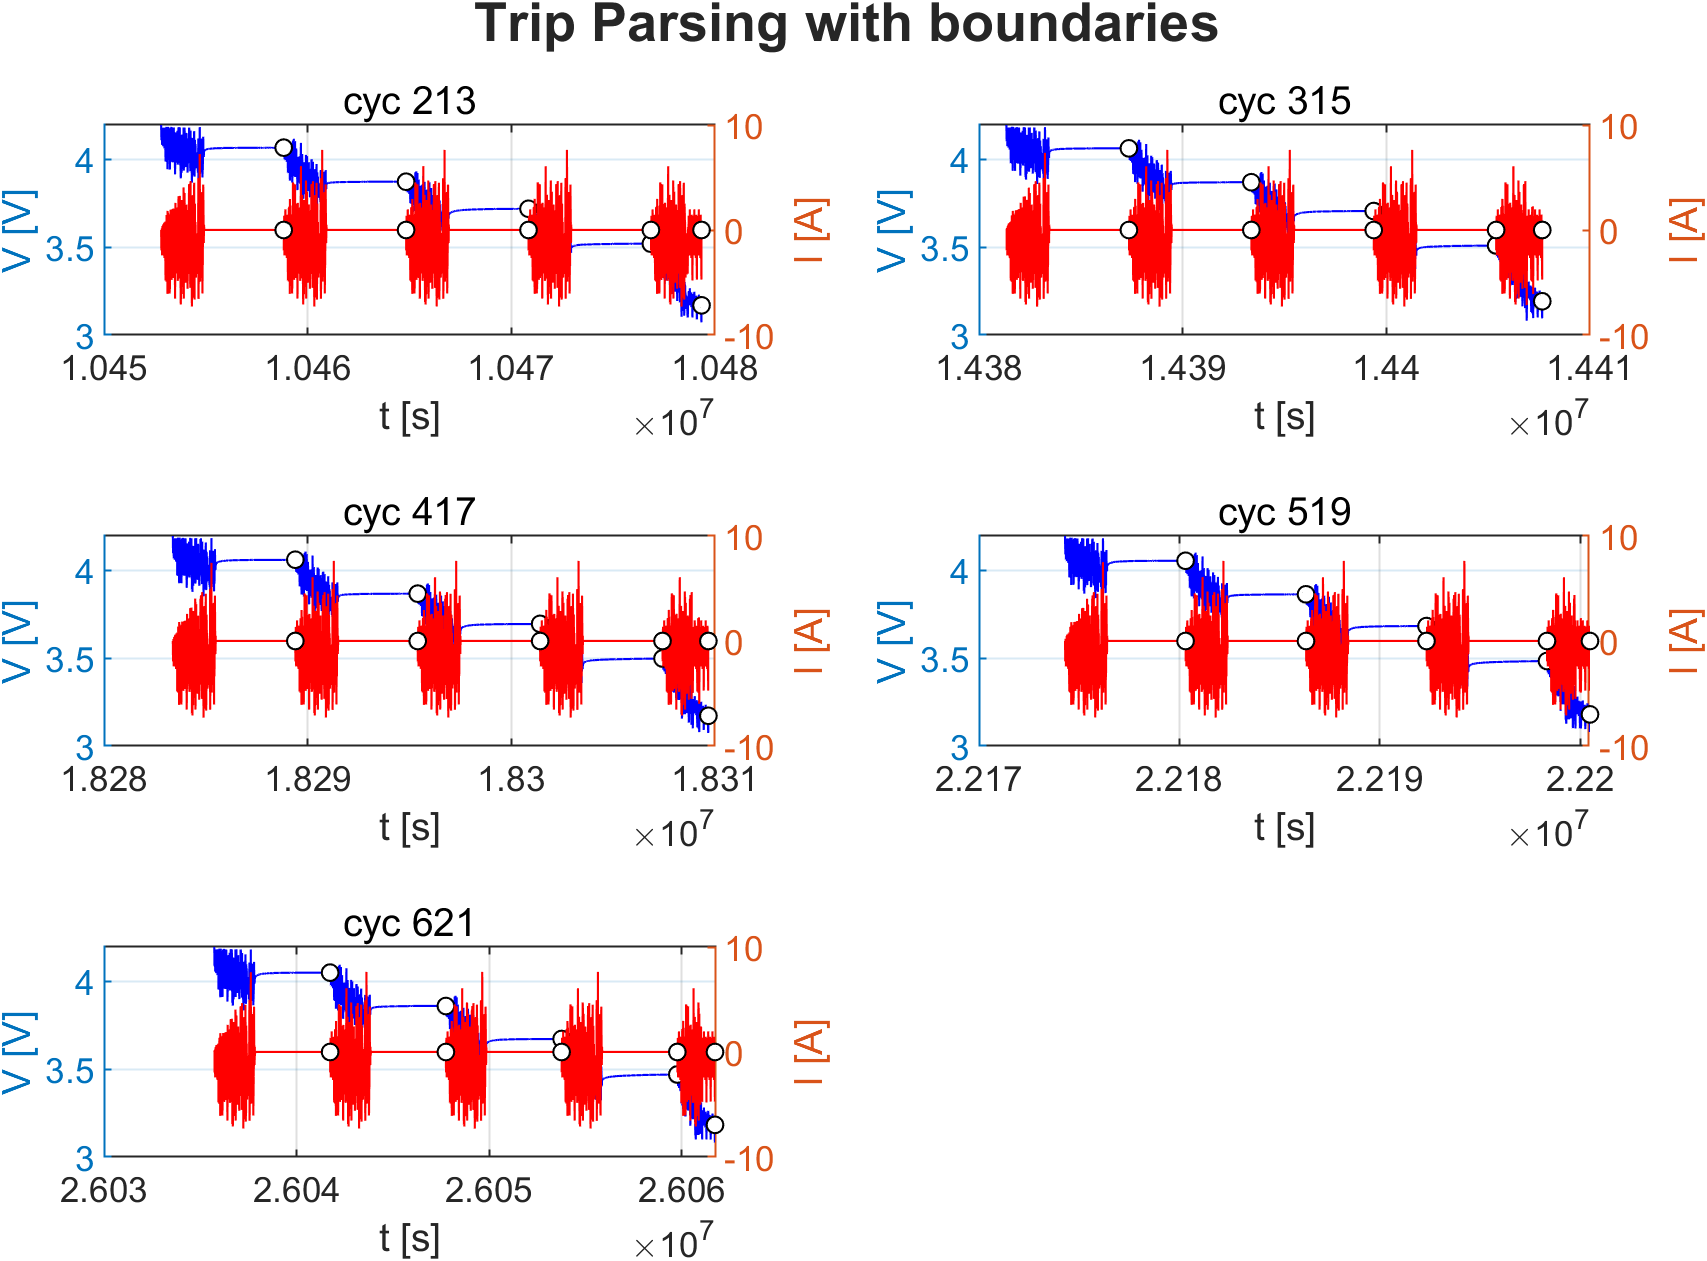 Trip Parsing with boundaries
cyc 213
V [V]
4
3.5
3
10
0
-10
I [A]
1.045 1.046 1.047 1.048
t [s]
×10^7
cyc 315
V [V]
4
3.5
3
10
0
-10
I [A]
1.438 1.439 1.44 1.441
t [s]
×10^7
cyc 417
V [V]
4
3.5
3
10
0
-10
I [A]
1.828 1.829 1.83 1.831
t [s]
×10^7
cyc 519
V [V]
4
3.5
3
10
0
-10
I [A]
2.217 2.218 2.219 2.22
t [s]
×10^7
cyc 621
V [V]
4
3.5
3
10
0
-10
I [A]
2.603 2.604 2.605 2.606
t [s]
×10^7